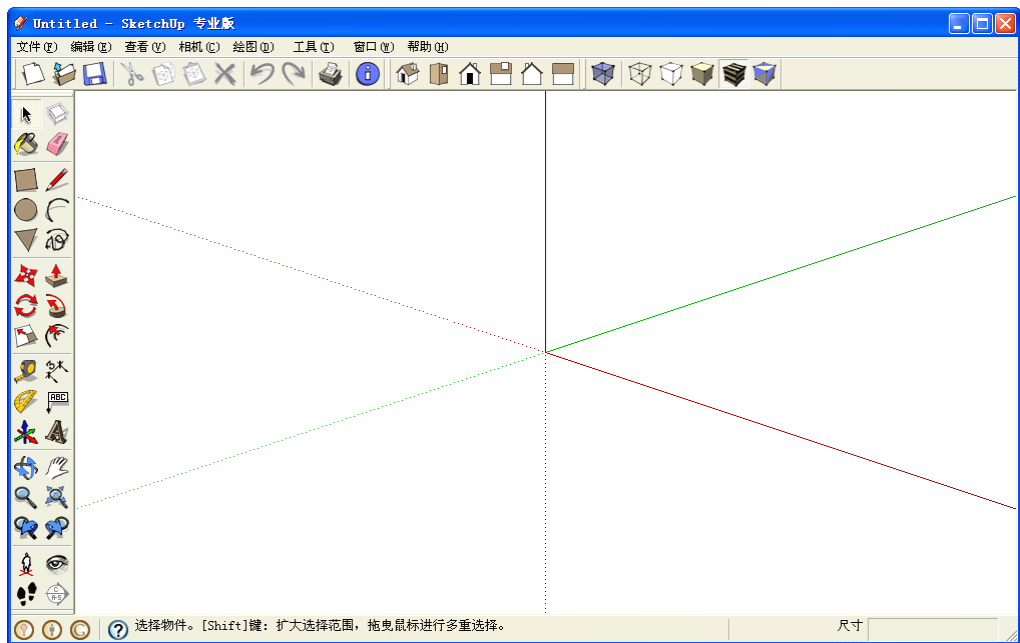 Untitled - SketchUp 专业版
文件(F) 编辑(E) 查看(V) 相机(C) 绘图(D) 工具(T) 窗口(W) 帮助(H)
ABC
选择物件。[Shift]键: 扩大选择范围，拖曳鼠标进行多重选择。
尺寸